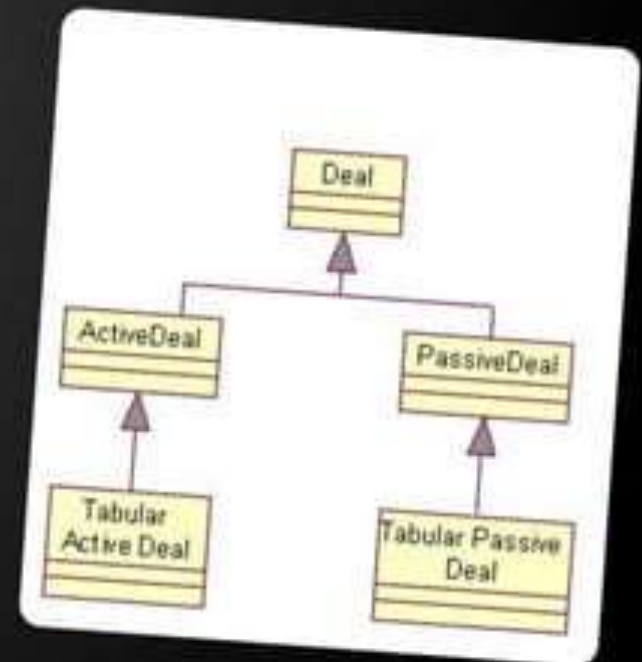 Deal
ActiveDeal
PassiveDeal
Tabular
Active Deal
Tabular Passive
Deal